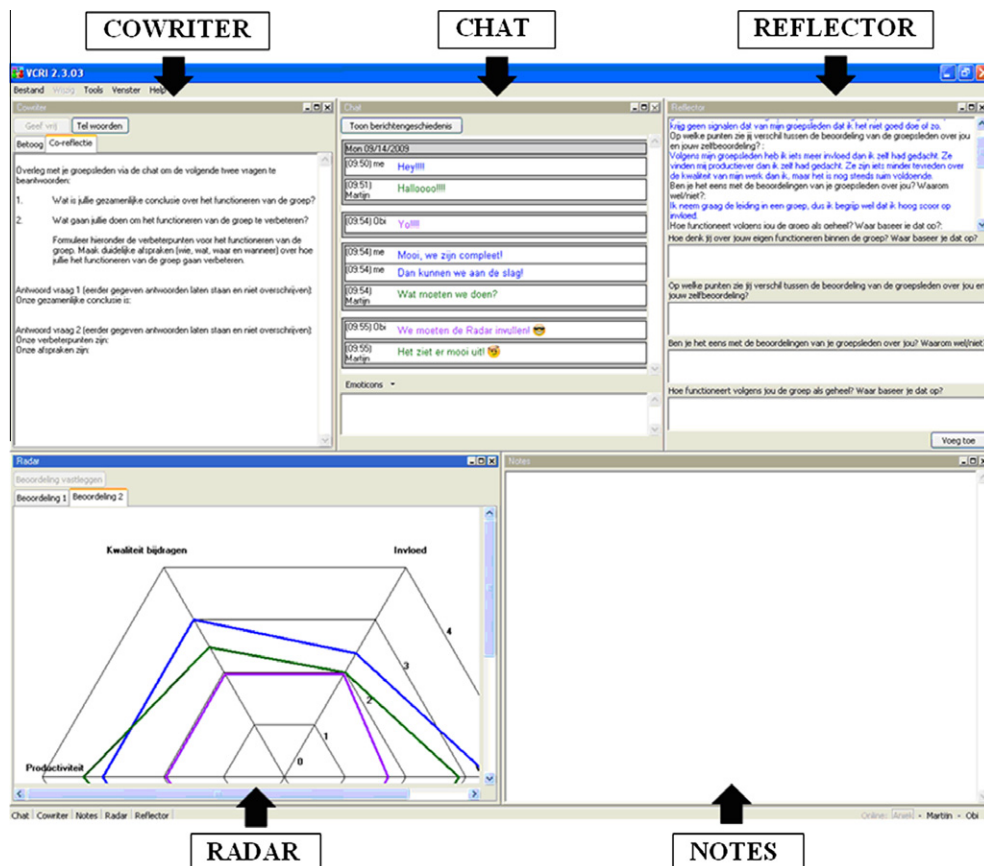 COWRITER
CHAT
REFLECTOR
VCRI 2.3.03
Bestand Vraag Tools Venster Help
Cowriter
Geef vrij Tel woorden
Betoog Co-reflectie
Overleg met je groepsleden via de chat om de volgende twee vragen te
beantwoorden:
1. Wat is jullie gezamenlijke conclusie over het functioneren van de groep?
2. Wat gaan jullie doen om het functioneren van de groep te verbeteren?
Formuleer hieronder de verbeterpunten voor het functioneren van de
groep. Maak duidelijke afspraken (wie, wat, waar en wanneer) over hoe
jullie het functioneren van de groep gaan verbeteren.
Antwoord vraag 1 (eerder gegeven antwoorden laten staan en niet overschrijven):
Onze gezamenlijke conclusie is:
Antwoord vraag 2 (eerder gegeven antwoorden laten staan en niet overschrijven):
Onze verbeterpunten zijn:
Onze afspraken zijn:
Chat
Toon berichtengeschiedenis
Mon 09/14/2009
(09:50) me Hey!!!!
(09:51)
Martijn Halloooo!!!!
(09:54) Obi Yo!!!!
(09:54) me Mooi, we zijn compleet!
(09:54) me Dan kunnen we aan de slag!
(09:54)
Martijn Wat moeten we doen?
(09:55) Obi We moeten de Radar invullen!
(09:55)
Martijn Het ziet er mooi uit!
Emoticons
Reflector
krijg geen signalen dat van mijn groepsleden dat ik het niet goed doe of zo.
Op welke punten zie jij verschil tussen de beoordeling van de groepsleden over jou
en jouw zelfbeoordeling? :
Volgens mijn groepsleden heb ik iets meer invloed dan ik zelf had gedacht. Ze
vinden mij productiever dan ik zelf had gedacht. Ze zijn iets minder tevreden over
de kwaliteit van mijn werk dan ik, maar het is nog steeds ruim voldoende.
Ben je het eens met de beoordelingen van je groepsleden over jou? Waarom
wel/niet?:
Ik neem graag de leiding in een groep, dus ik begrijp wel dat ik hoog scoor op
invloed.
Hoe functioneert volgens jou de groep als geheel? Waar baseer je dat op?:
Hoe denk jij over jouw eigen functioneren binnen de groep? Waar baseer je dat op?
Op welke punten zie jij verschil tussen de beoordeling van de groepsleden over jou en
jouw zelfbeoordeling?
Ben je het eens met de beoordelingen van je groepsleden over jou? Waarom wel/niet?
Hoe functioneert volgens jou de groep als geheel? Waar baseer je dat op?
Voeg toe
Radar
Beoordeling vastleggen
Beoordeling 1 Beoordeling 2
Kwaliteit bijdragen
Invloed
4
3
2
1
0
Productiviteit
Notes
Chat Cowriter Notes Radar Reflector
Online: - Martijn - Obi
RADAR
NOTES